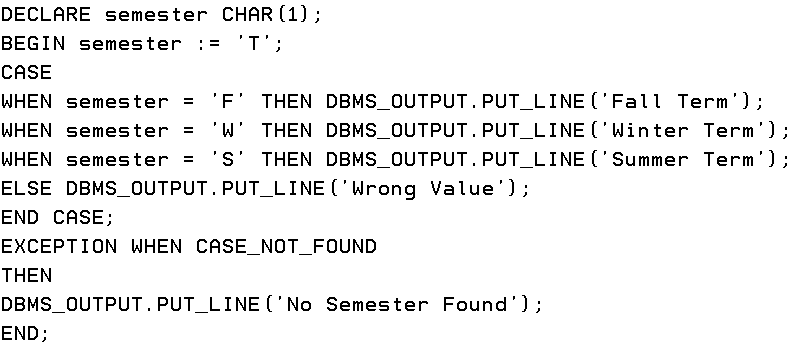 DECLARE semester CHAR(1);
BEGIN semester := 'T';
CASE
WHEN semester = 'F' THEN DBMS_OUTPUT.PUT_LINE('Fall Term');
WHEN semester = 'W' THEN DBMS_OUTPUT.PUT_LINE('Winter Term');
WHEN semester = 'S' THEN DBMS_OUTPUT.PUT_LINE('Summer Term');
ELSE DBMS_OUTPUT.PUT_LINE('Wrong Value');
END CASE;
EXCEPTION WHEN CASE_NOT_FOUND
THEN
DBMS_OUTPUT.PUT_LINE('No Semester Found');
END;